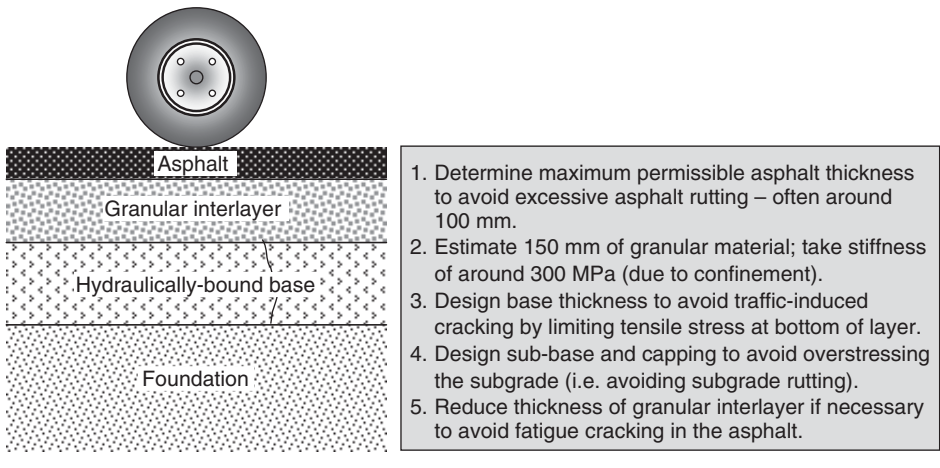 Asphalt
Granular interlayer
Hydraulically-bound base
Foundation
1. Determine maximum permissible asphalt thickness
to avoid excessive asphalt rutting – often around
100 mm.
2. Estimate 150 mm of granular material; take stiffness
of around 300 MPa (due to confinement).
3. Design base thickness to avoid traffic-induced
cracking by limiting tensile stress at bottom of layer.
4. Design sub-base and capping to avoid overstressing
the subgrade (i.e. avoiding subgrade rutting).
5. Reduce thickness of granular interlayer if necessary
to avoid fatigue cracking in the asphalt.